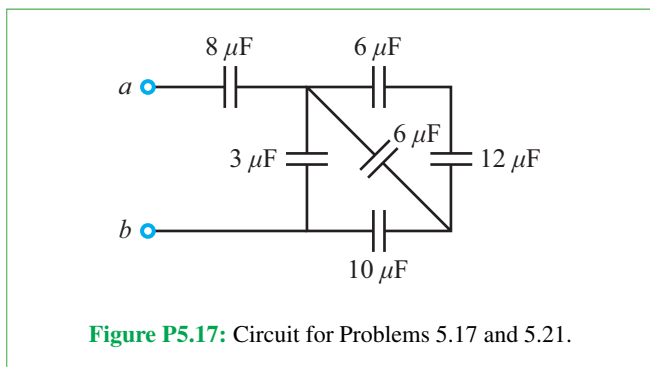 8 μF 6 μF
a
6 μF
3 μF 12 μF
b
10 μF
Figure P5.17: Circuit for Problems 5.17 and 5.21.